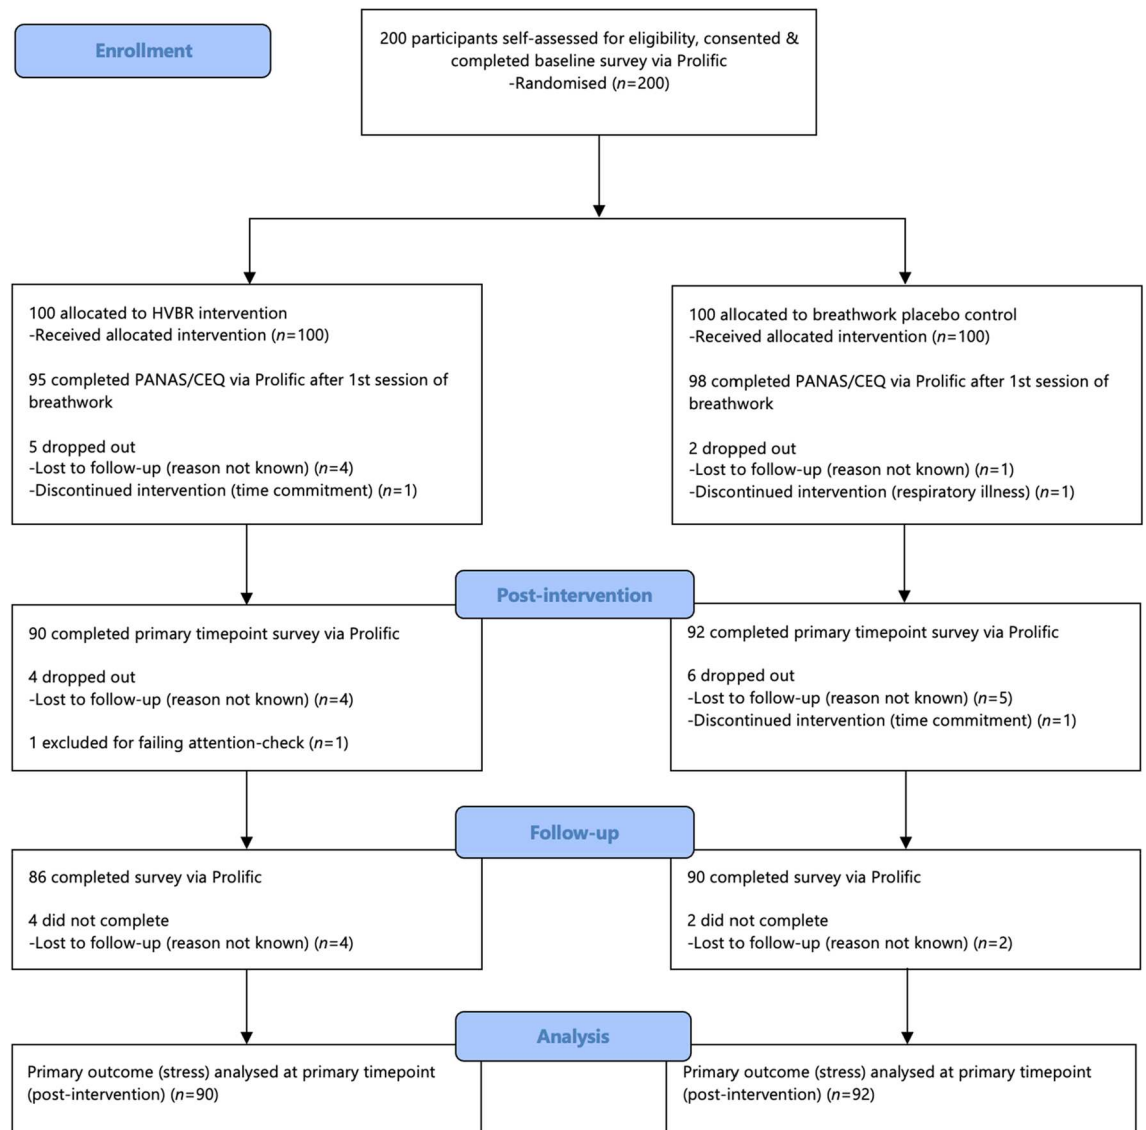 Enrollment
200 participants self-assessed for eligibility, consented &
completed baseline survey via Prolific
-Randomised (n=200)
100 allocated to HVBR intervention
-Received allocated intervention (n=100)
95 completed PANAS/CEQ via Prolific after 1st session of
breathwork
5 dropped out
-Lost to follow-up (reason not known) (n=4)
-Discontinued intervention (time commitment) (n=1)
100 allocated to breathwork placebo control
-Received allocated intervention (n=100)
98 completed PANAS/CEQ via Prolific after 1st session of
breathwork
2 dropped out
-Lost to follow-up (reason not known) (n=1)
-Discontinued intervention (respiratory illness) (n=1)
Post-intervention
90 completed primary timepoint survey via Prolific
4 dropped out
-Lost to follow-up (reason not known) (n=4)
1 excluded for failing attention-check (n=1)
92 completed primary timepoint survey via Prolific
6 dropped out
-Lost to follow-up (reason not known) (n=5)
-Discontinued intervention (time commitment) (n=1)
Follow-up
86 completed survey via Prolific
4 did not complete
-Lost to follow-up (reason not known) (n=4)
90 completed survey via Prolific
2 did not complete
-Lost to follow-up (reason not known) (n=2)
Analysis
Primary outcome (stress) analysed at primary timepoint
(post-intervention) (n=90)
Primary outcome (stress) analysed at primary timepoint
(post-intervention) (n=92)